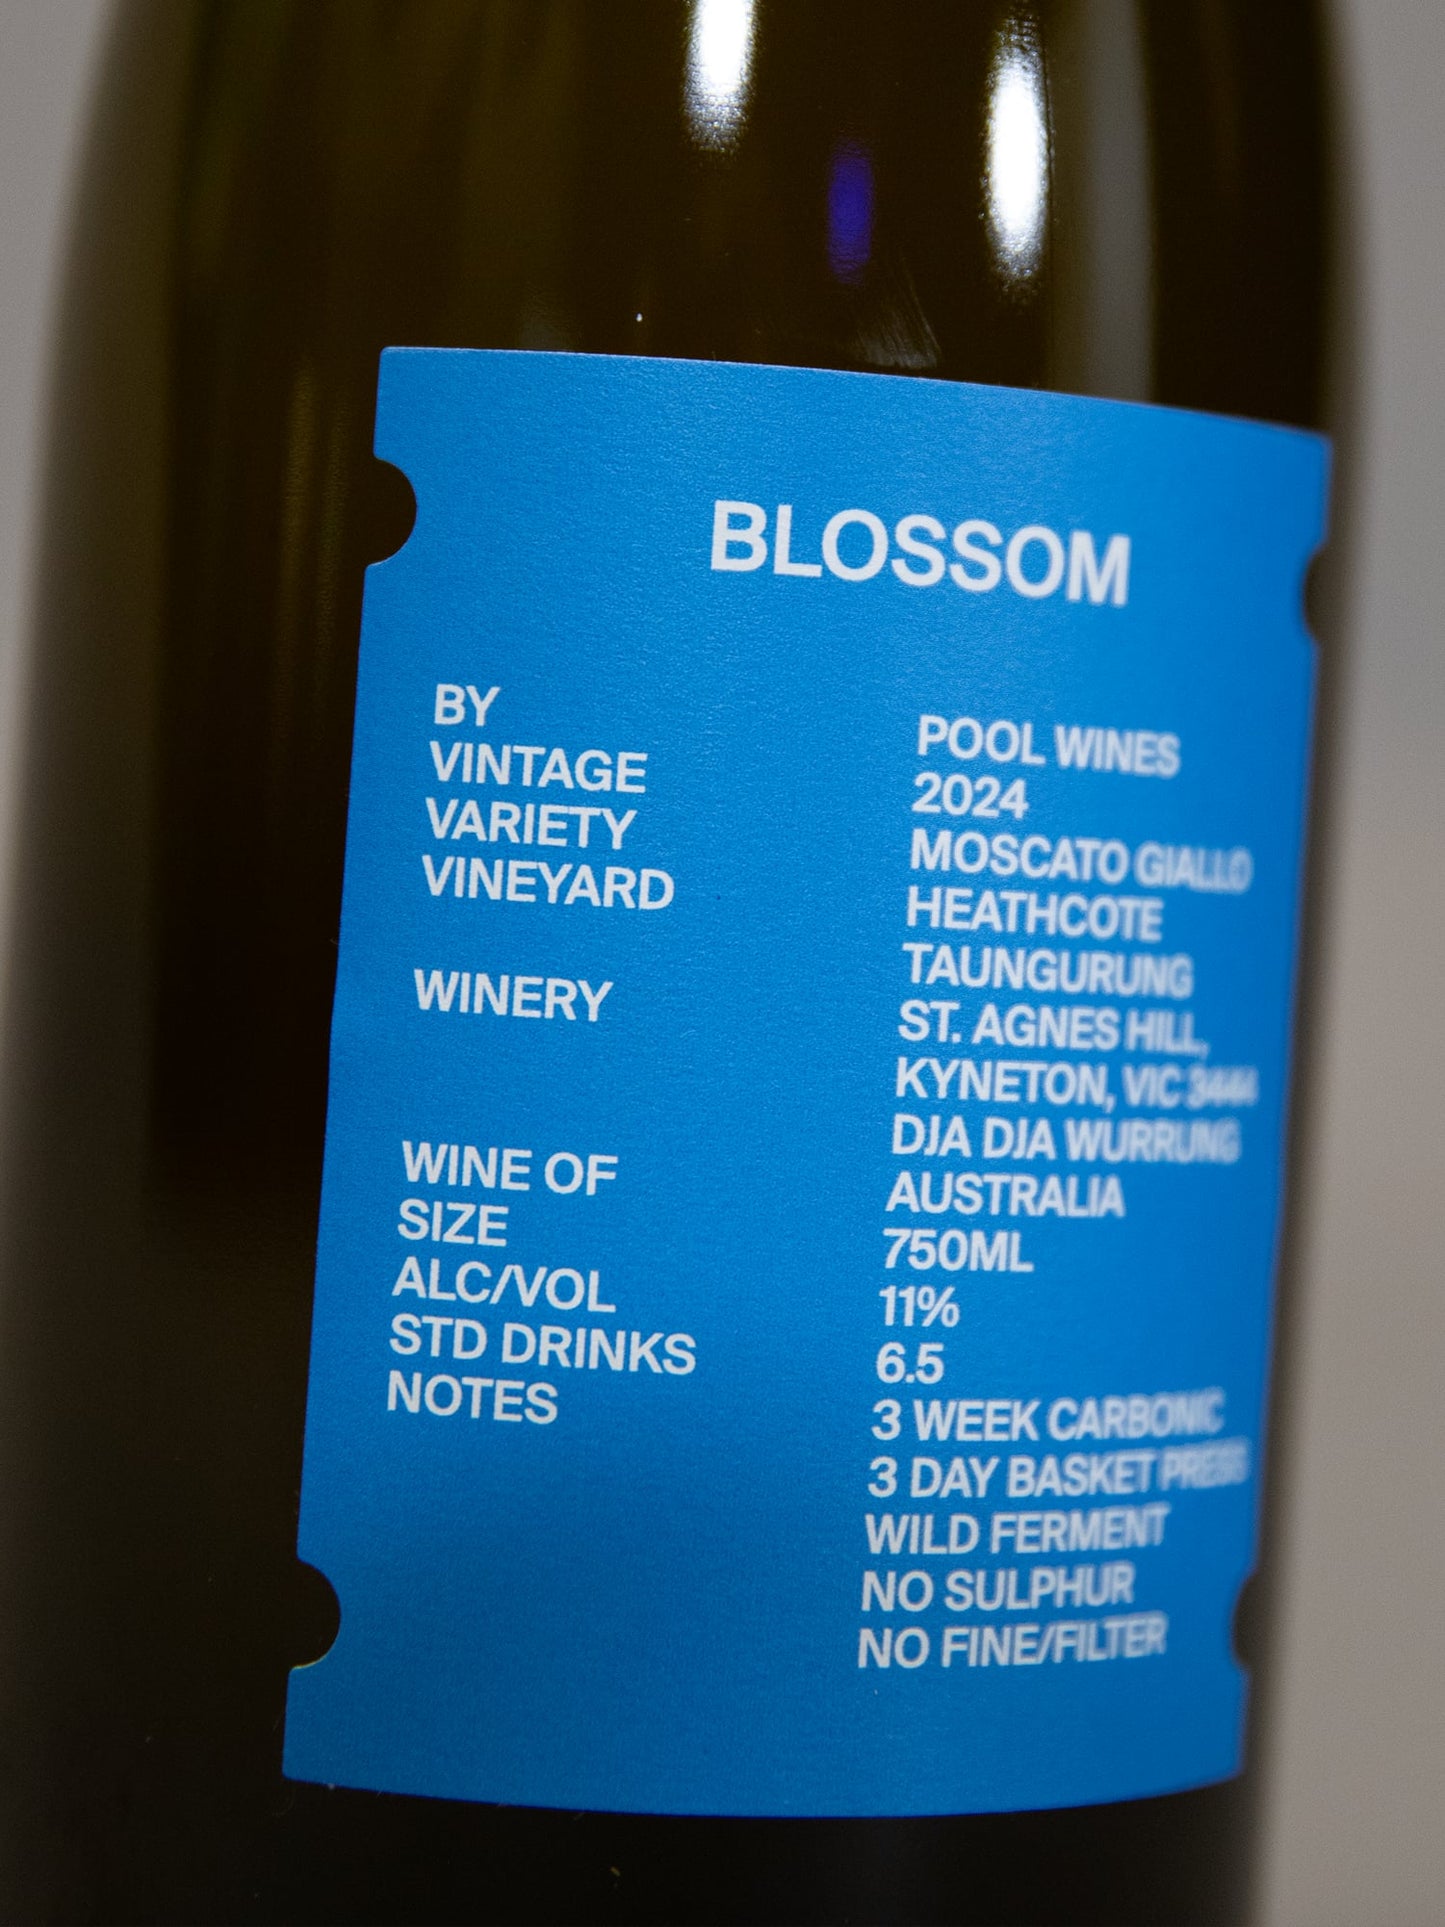 BLOSSOM
BY POOL WINES
VINTAGE 2024
VARIETY MOSCATO GIALLO
VINEYARD HEATHCOTE
TAUNGURUNG
WINERY ST. AGNES HILL,
KYNETON, VIC 3444
DJA DJA WURRUNG
WINE OF AUSTRALIA
SIZE 750ML
ALC/VOL 11%
STD DRINKS 6.5
NOTES 3 WEEK CARBONIC
3 DAY BASKET PRESS
WILD FERMENT
NO SULPHUR
NO FINE/FILTER